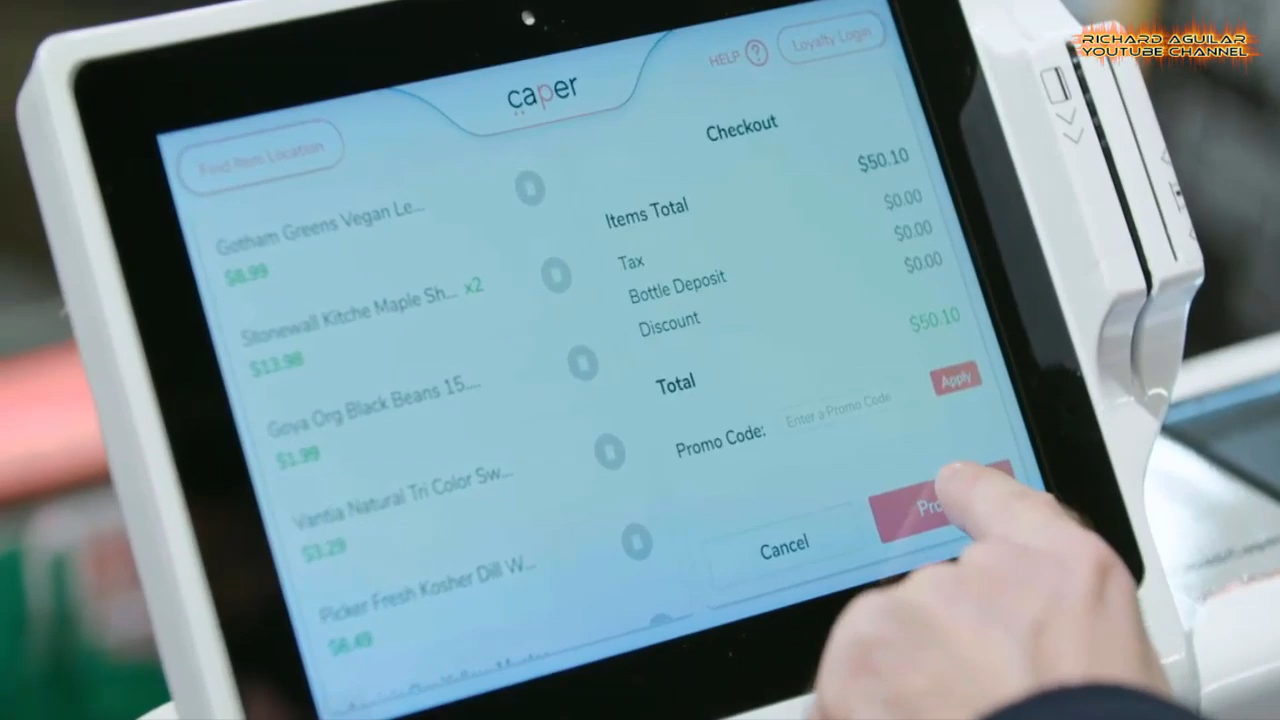 RICHARD AGUILAR
YOUTUBE CHANNEL
caper
HELP ?
Loyalty Login
Find Item Location
Gotham Greens Vegan Le...
$8.99
Stonewall Kitche Maple Sh... x2
$13.98
Goya Org Black Beans 15....
$1.99
Vantia Natural Tri Color Sw...
$3.29
Picker Fresh Kosher Dill W...
$6.49
Checkout
Items Total $50.10
Tax $0.00
Bottle Deposit $0.00
Discount $0.00
Total $50.10
Promo Code: Enter a Promo Code Apply
Cancel